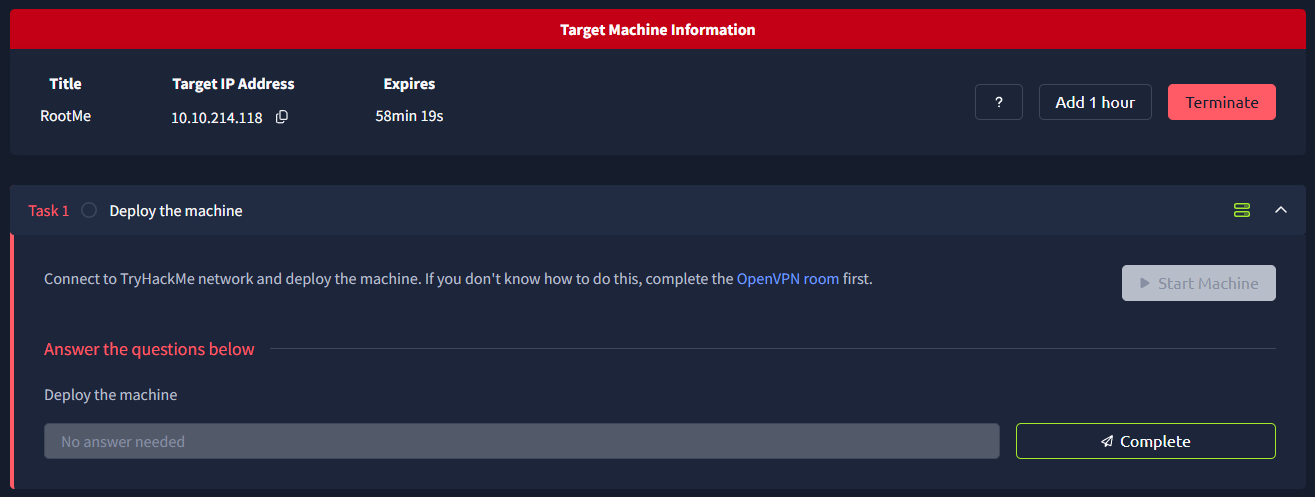 Target Machine Information
Title Target IP Address Expires
RootMe 10.10.214.118 58min 19s ? Add 1 hour Terminate
Task 1 Deploy the machine
Connect to TryHackMe network and deploy the machine. If you don't know how to do this, complete the OpenVPN room first. Start Machine
Answer the questions below
Deploy the machine
No answer needed Complete